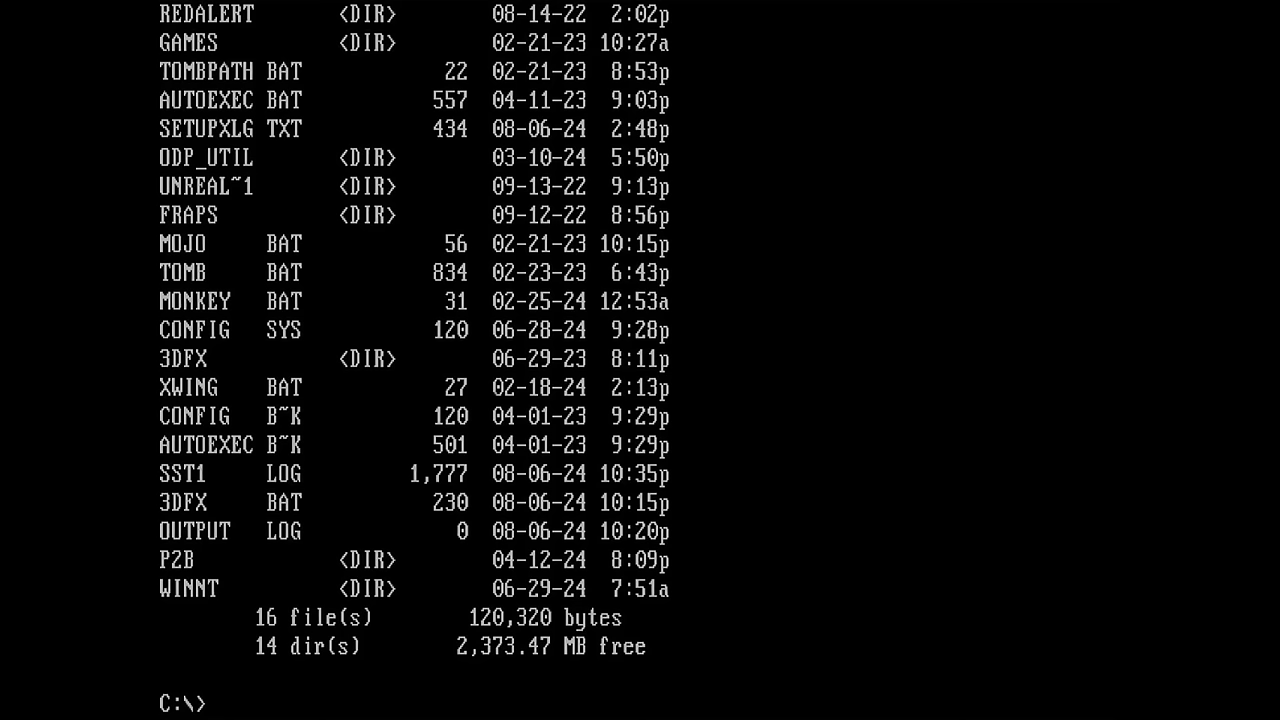 REDALERT       <DIR>        08-14-22  2:02p
GAMES          <DIR>        02-21-23 10:27a
TOMBPATH BAT            22  02-21-23  8:53p
AUTOEXEC BAT           557  04-11-23  9:03p
SETUPXLG TXT           434  08-06-24  2:48p
ODP_UTIL       <DIR>        03-10-24  5:50p
UNREAL~1       <DIR>        09-13-22  9:13p
FRAPS          <DIR>        09-12-22  8:56p
MOJO     BAT            56  02-21-23 10:15p
TOMB     BAT           834  02-23-23  6:43p
MONKEY   BAT            31  02-25-24 12:53a
CONFIG   SYS           120  06-28-24  9:28p
3DFX           <DIR>        06-29-23  8:11p
XWING    BAT            27  02-18-24  2:13p
CONFIG   B~K           120  04-01-23  9:29p
AUTOEXEC B~K           501  04-01-23  9:29p
SST1     LOG         1,777  08-06-24 10:35p
3DFX     BAT           230  08-06-24 10:15p
OUTPUT   LOG             0  08-06-24 10:20p
P2B            <DIR>        04-12-24  8:09p
WINNT          <DIR>        06-29-24  7:51a
        16 file(s)        120,320 bytes
        14 dir(s)        2,373.47 MB free
C:\>